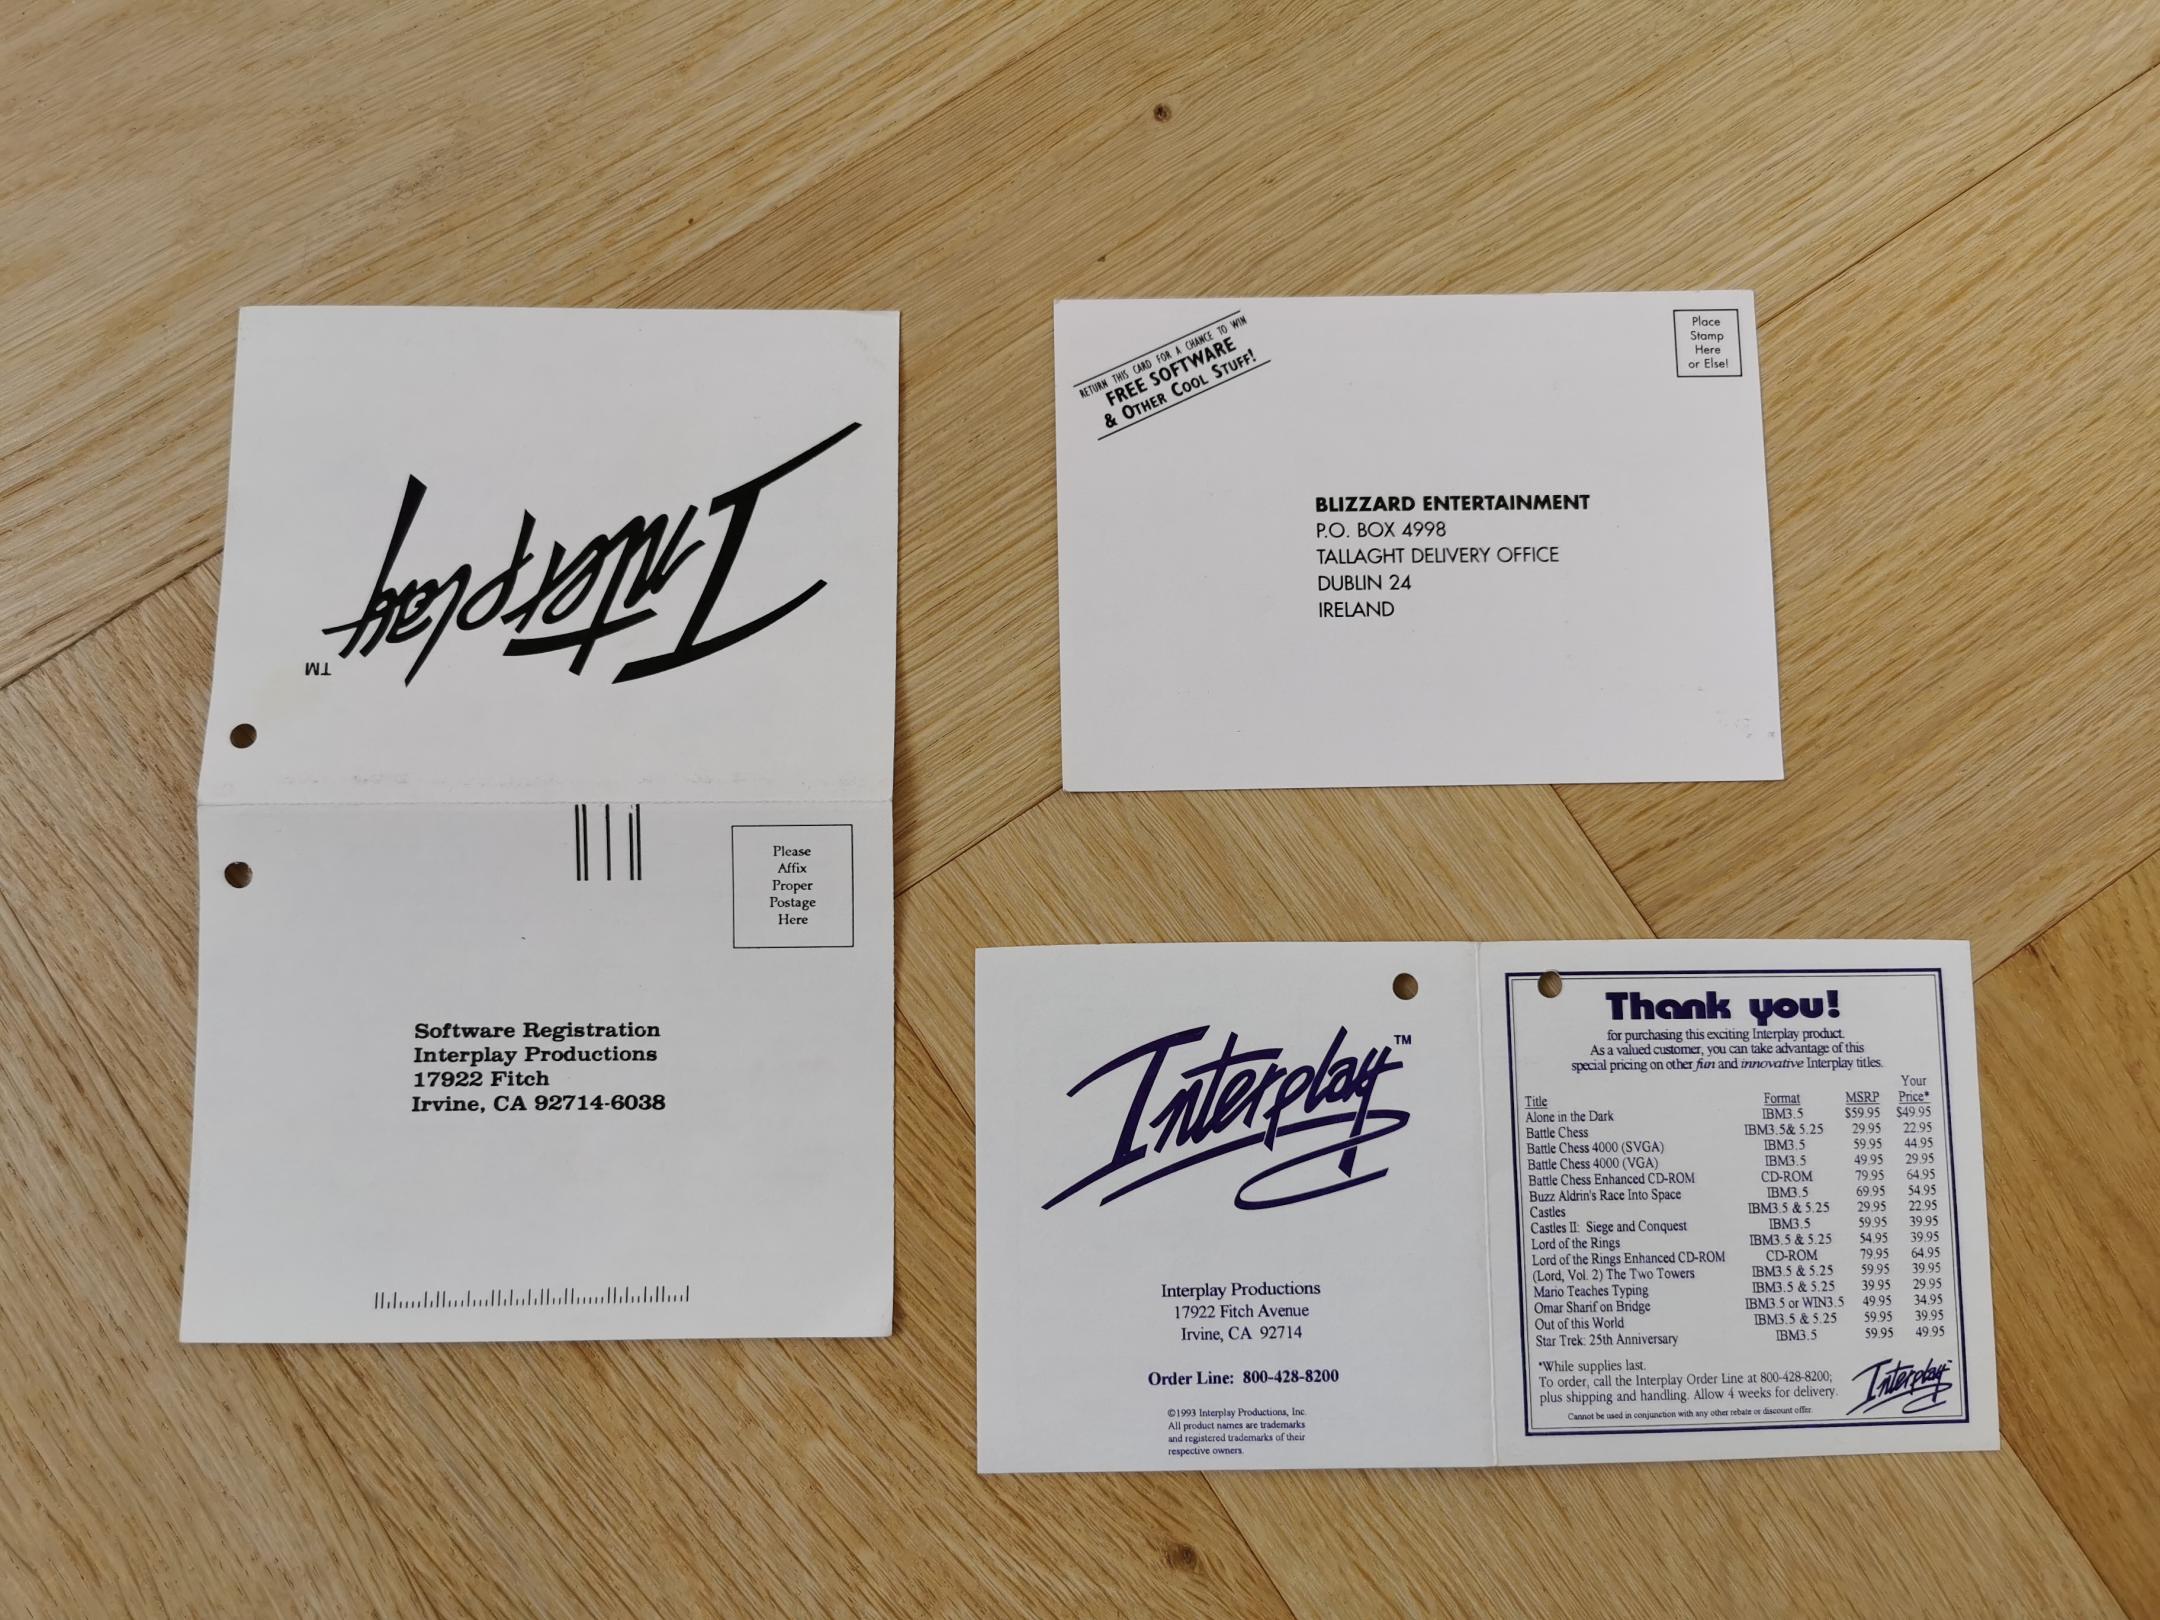 Interplay™
Please
Affix
Proper
Postage
Here
Software Registration
Interplay Productions
17922 Fitch
Irvine, CA 92714-6038
RETURN THIS CARD FOR A CHANCE TO WIN
FREE SOFTWARE
& OTHER COOL STUFF!
Place
Stamp
Here
or Else!
BLIZZARD ENTERTAINMENT
P.O. BOX 4998
TALLAGHT DELIVERY OFFICE
DUBLIN 24
IRELAND
Interplay™
Interplay Productions
17922 Fitch Avenue
Irvine, CA 92714
Order Line: 800-428-8200
©1993 Interplay Productions, Inc.
All product names are trademarks
and registered trademarks of their
respective owners.
Thank you!
for purchasing this exciting Interplay product.
As a valued customer, you can take advantage of this
special pricing on other fun and innovative Interplay titles.
Title Format MSRP Your Price*
Alone in the Dark IBM3.5 $59.95 $49.95
Battle Chess IBM3.5& 5.25 29.95 22.95
Battle Chess 4000 (SVGA) IBM3.5 59.95 44.95
Battle Chess 4000 (VGA) IBM3.5 49.95 29.95
Battle Chess Enhanced CD-ROM CD-ROM 79.95 64.95
Buzz Aldrin's Race Into Space IBM3.5 69.95 54.95
Castles IBM3.5 & 5.25 29.95 22.95
Castles II: Siege and Conquest IBM3.5 59.95 39.95
Lord of the Rings IBM3.5 & 5.25 54.95 39.95
Lord of the Rings Enhanced CD-ROM CD-ROM 79.95 64.95
(Lord, Vol. 2) The Two Towers IBM3.5 & 5.25 59.95 39.95
Mario Teaches Typing IBM3.5 & 5.25 39.95 29.95
Omar Sharif on Bridge IBM3.5 or WIN3.5 49.95 34.95
Out of this World IBM3.5 & 5.25 59.95 39.95
Star Trek: 25th Anniversary IBM3.5 59.95 49.95
*While supplies last.
To order, call the Interplay Order Line at 800-428-8200;
plus shipping and handling. Allow 4 weeks for delivery.
Cannot be used in conjunction with any other rebate or discount offer.
Interplay™